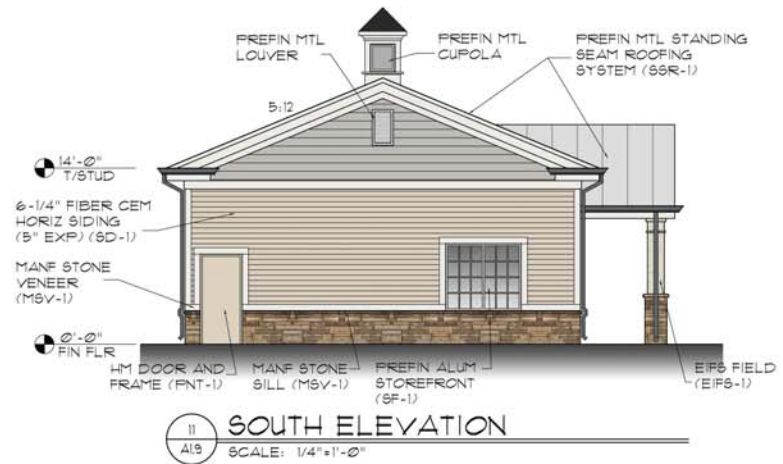 PREFIN MTL
LOUVER
PREFIN MTL
CUPOLA
PREFIN MTL STANDING
SEAM ROOFING
SYSTEM (SSR-1)
5:12
14'-0"
T/STUD
6-1/4" FIBER CEM
HORIZ SIDING
(5" EXP) (SD-1)
MANF STONE
VENEER
(MSV-1)
0'-0"
FIN FLR
HM DOOR AND
FRAME (PNT-1)
MANF STONE
SILL (MSV-1)
PREFIN ALUM
STOREFRONT
(SF-1)
EIFS FIELD
(EIFS-1)
11
A1.9
SOUTH ELEVATION
SCALE: 1/4"=1'-0"